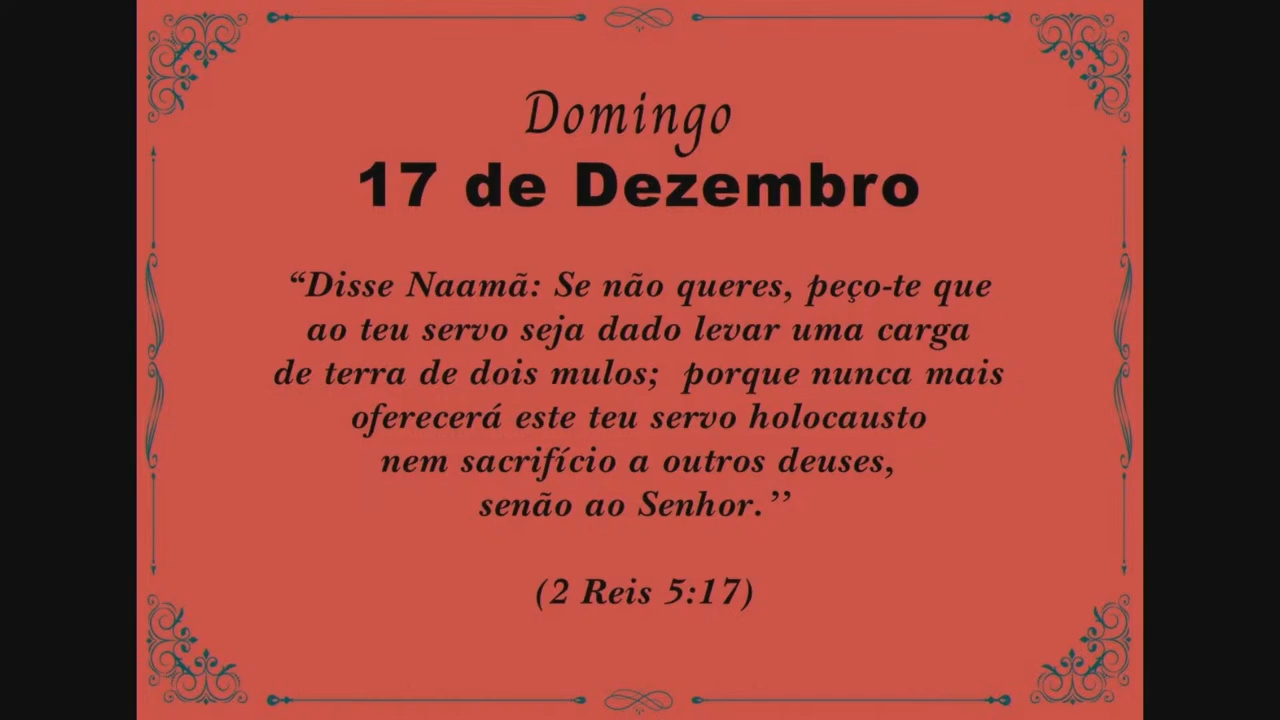 Domingo
17 de Dezembro
“Disse Naamã: Se não queres, peço-te que
ao teu servo seja dado levar uma carga
de terra de dois mulos;  porque nunca mais
oferecerá este teu servo holocausto
nem sacrifício a outros deuses,
senão ao Senhor.’’
(2 Reis 5:17)